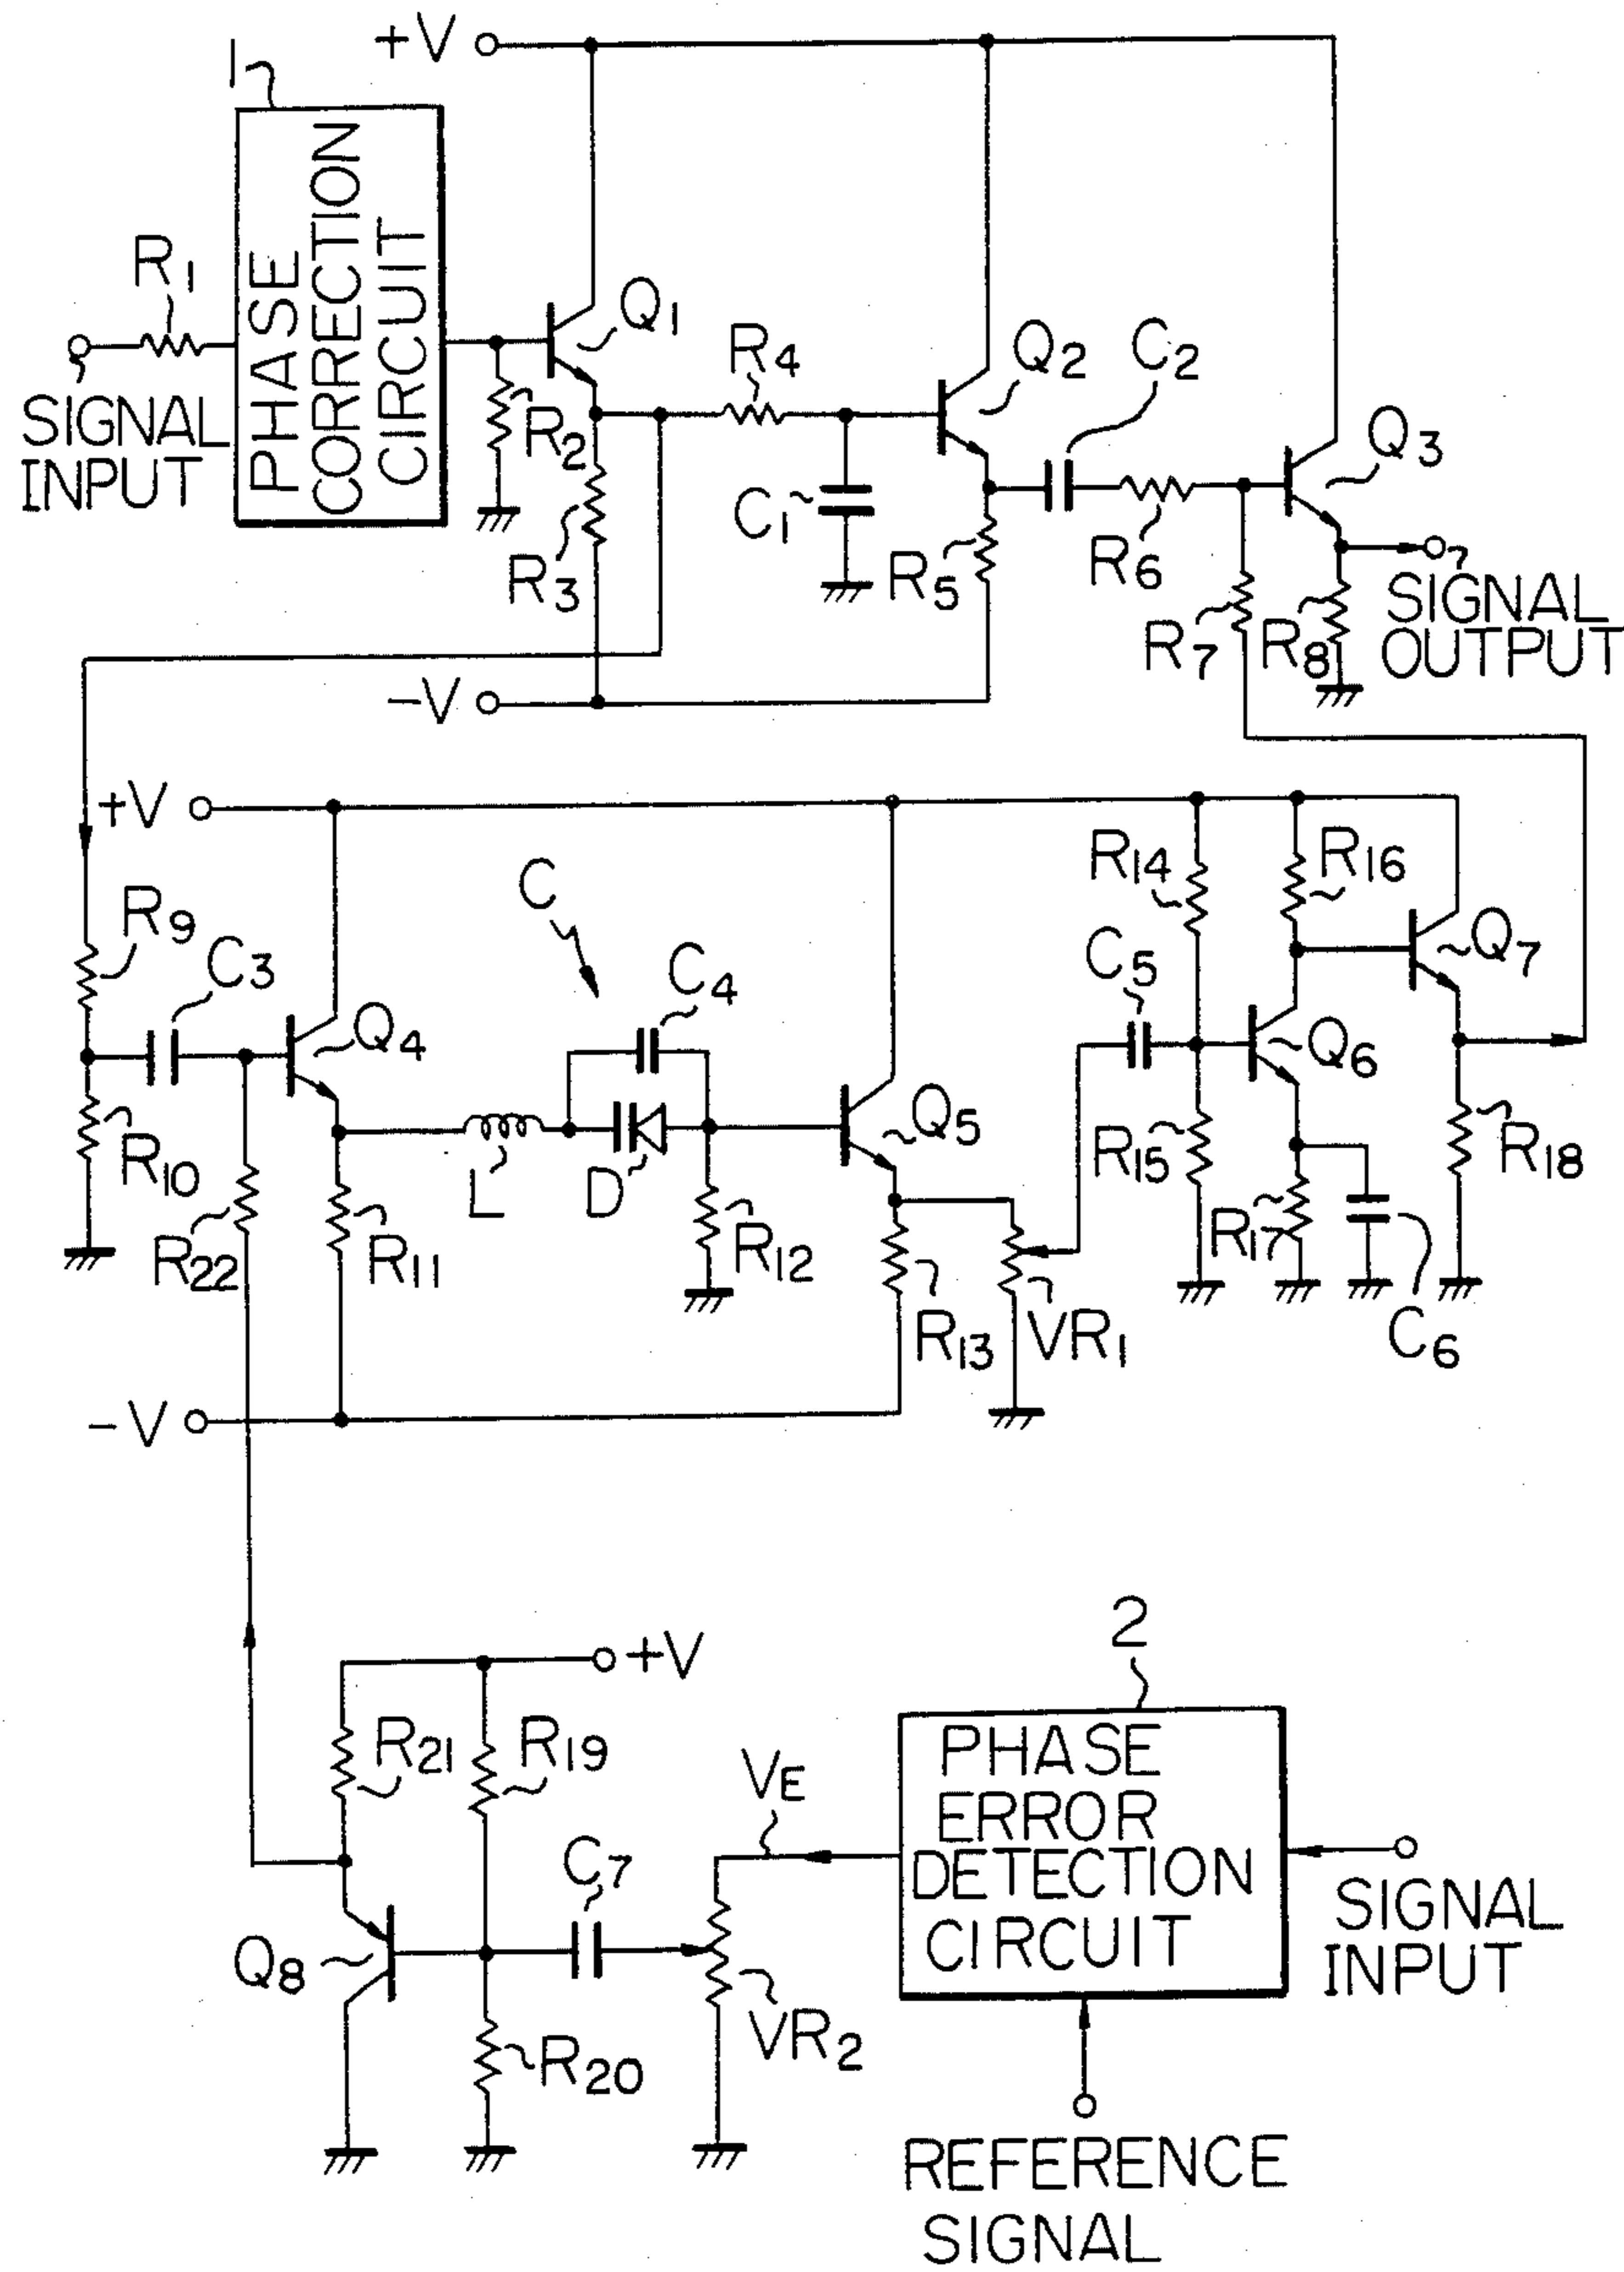 +V
1
PHASE
CORRECTION
CIRCUIT
R1
SIGNAL
INPUT
Q1
R2
R3
R4
C1
Q2
C2
R5
R6
Q3
R7
R8
SIGNAL
OUTPUT
-V
+V
R9
C3
Q4
R10
R22
R11
C
C4
L
D
R12
Q5
R13
VR1
R14
C5
R15
R16
Q6
Q7
R17
C6
R18
-V
+V
R21
R19
Q8
C7
R20
VE
VR2
2
PHASE
ERROR
DETECTION
CIRCUIT
SIGNAL
INPUT
REFERENCE
SIGNAL